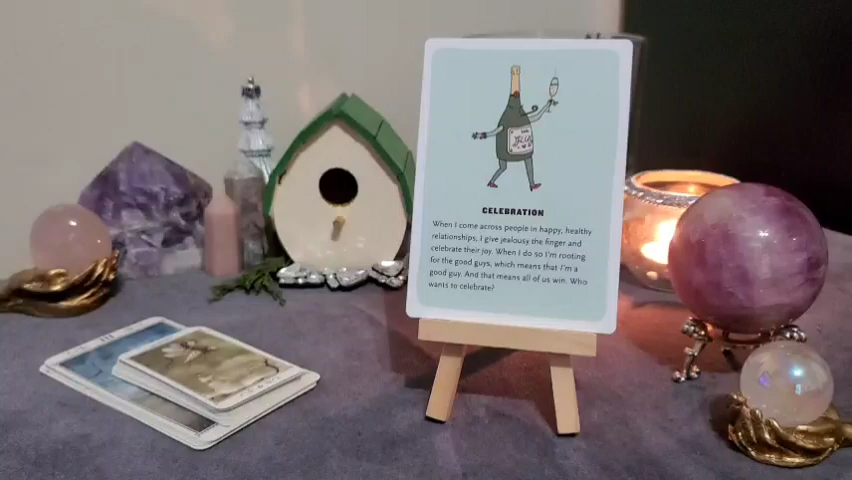 CELEBRATION
When I come across people in happy, healthy
relationships, I give jealousy the finger and
celebrate their joy. When I do so I'm rooting
for the good guys, which means that I'm a
good guy. And that means all of us win. Who
wants to celebrate?